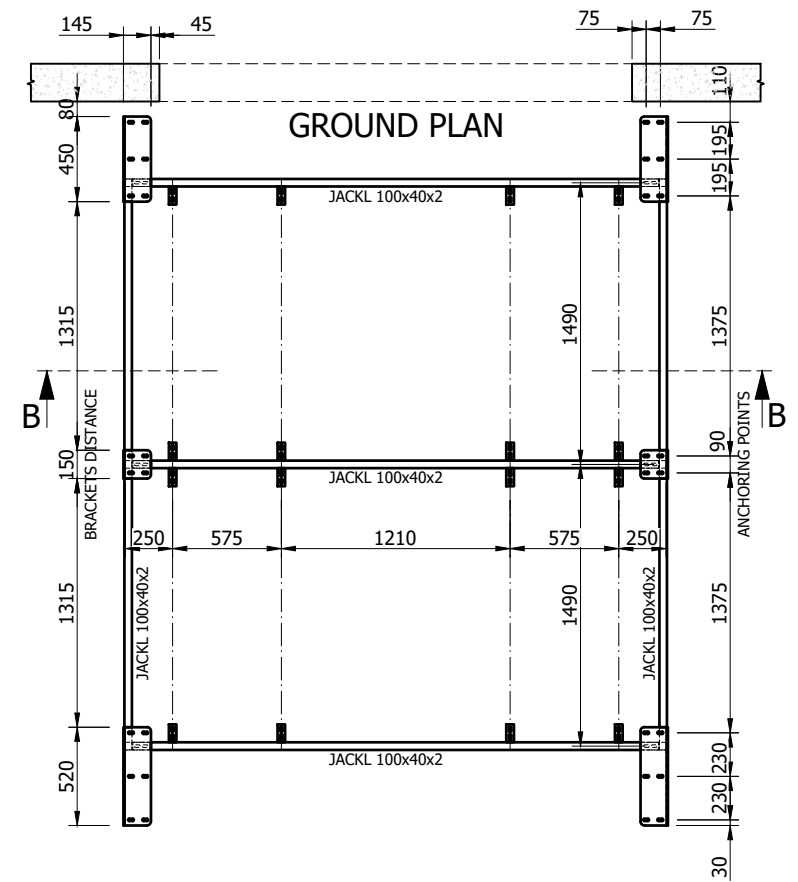 145
45
75
75
80
110
GROUND PLAN
450
195
195
JACKL 100x40x2
1315
1490
1375
B
B
BRACKETS DISTANCE
ANCHORING POINTS
150
90
JACKL 100x40x2
250
575
1210
575
250
1315
JACKL 100x40x2
1490
JACKL 100x40x2
1375
JACKL 100x40x2
520
230
230
30